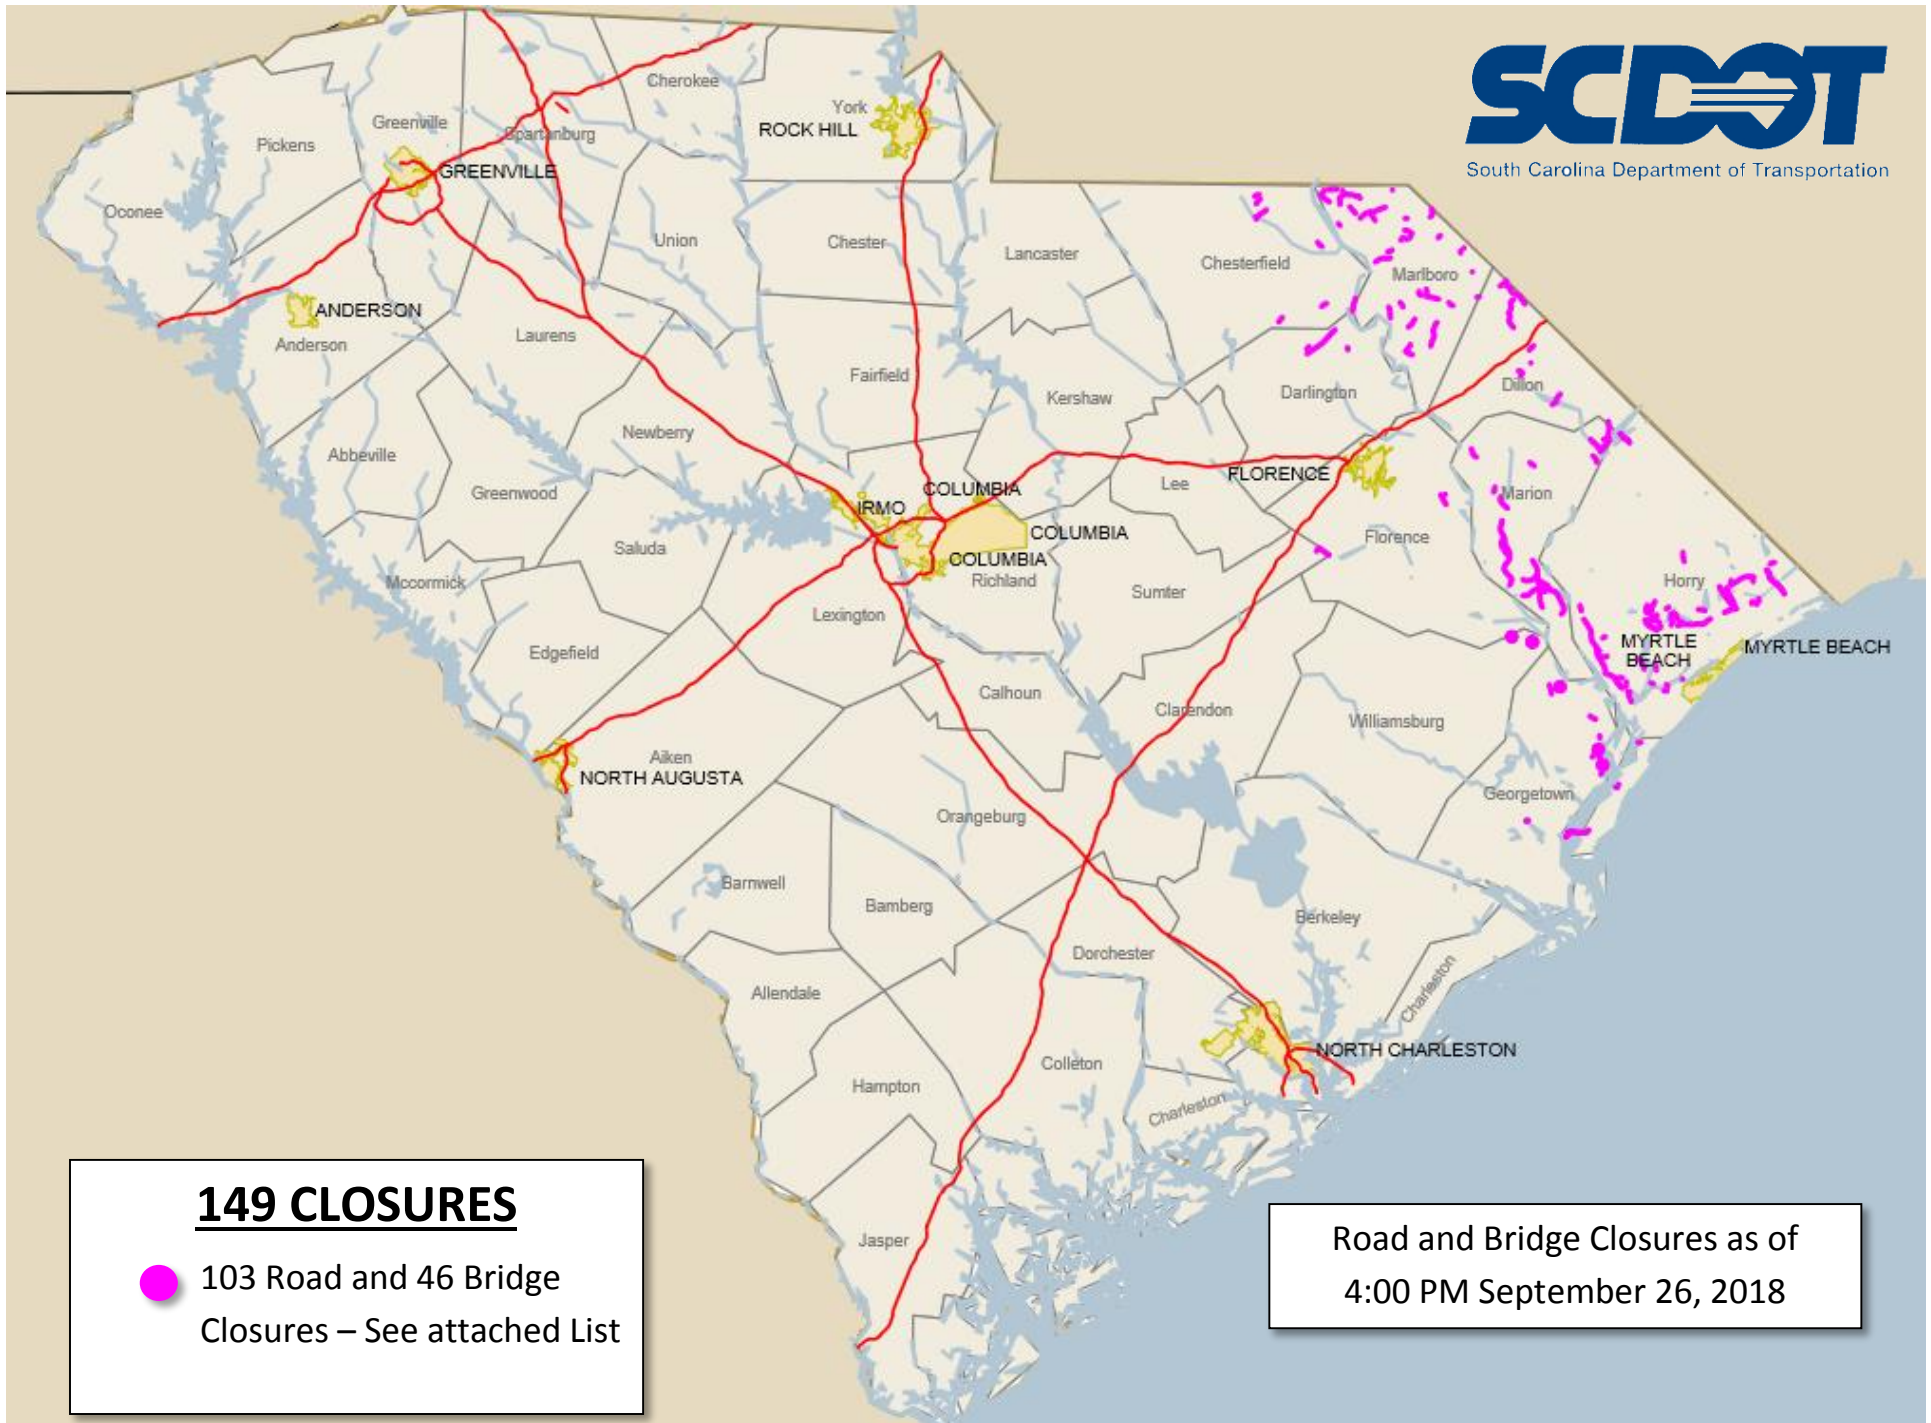 SCDOT
South Carolina Department of Transportation
Cherokee
York
ROCK HILL
Greenville
Spartanburg
Pickens
GREENVILLE
Oconee
Union
Chester
Lancaster
Chesterfield
Marlboro
ANDERSON
Anderson
Laurens
Fairfield
Kershaw
Darlington
Dillon
Newberry
Abbeville
Greenwood
COLUMBIA
IRMO
Lee
FLORENCE
Marion
COLUMBIA
COLUMBIA
Richland
Saluda
Florence
Mccormick
Horry
Sumter
Lexington
Edgefield
MYRTLE
BEACH
MYRTLE BEACH
Calhoun
Clarendon
Williamsburg
Aiken
NORTH AUGUSTA
Georgetown
Orangeburg
Barnwell
Bamberg
Berkeley
Dorchester
Charleston
Allendale
NORTH CHARLESTON
Colleton
Hampton
Charleston
Jasper
149 CLOSURES
103 Road and 46 Bridge
Closures – See attached List
Road and Bridge Closures as of
4:00 PM September 26, 2018